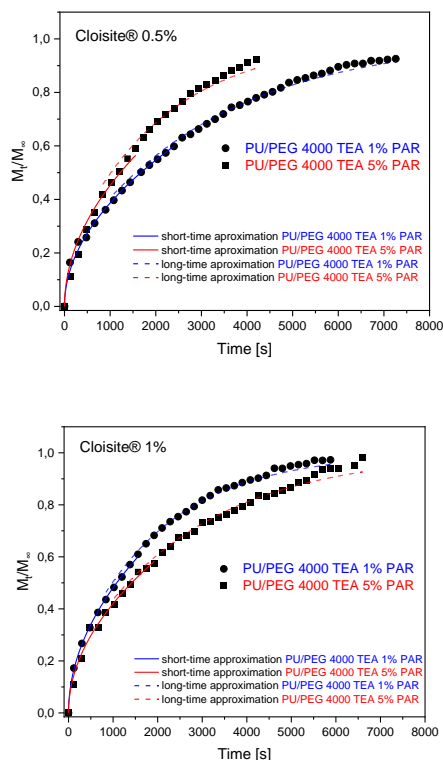 Cloisite® 0.5%
1,0
0,8
0,6
0,4
0,2
0,0
Mt/M∞
PU/PEG 4000 TEA 1% PAR
PU/PEG 4000 TEA 5% PAR
short-time aproximation PU/PEG 4000 TEA 1% PAR
short-time aproximation PU/PEG 4000 TEA 5% PAR
long-time aproximation PU/PEG 4000 TEA 1% PAR
long-time aproximation PU/PEG 4000 TEA 5% PAR
0 1000 2000 3000 4000 5000 6000 7000 8000
Time [s]
Cloisite® 1%
1,0
0,8
0,6
0,4
0,2
0,0
Mt/M∞
PU/PEG 4000 TEA 1% PAR
PU/PEG 4000 TEA 5% PAR
short-time approximation PU/PEG 4000 TEA 1% PAR
short-time approximation PU/PEG 4000 TEA 5% PAR
long-time approximation PU/PEG 4000 TEA 1% PAR
long-time approximation PU/PEG 4000 TEA 5% PAR
0 1000 2000 3000 4000 5000 6000 7000 8000
Time [s]